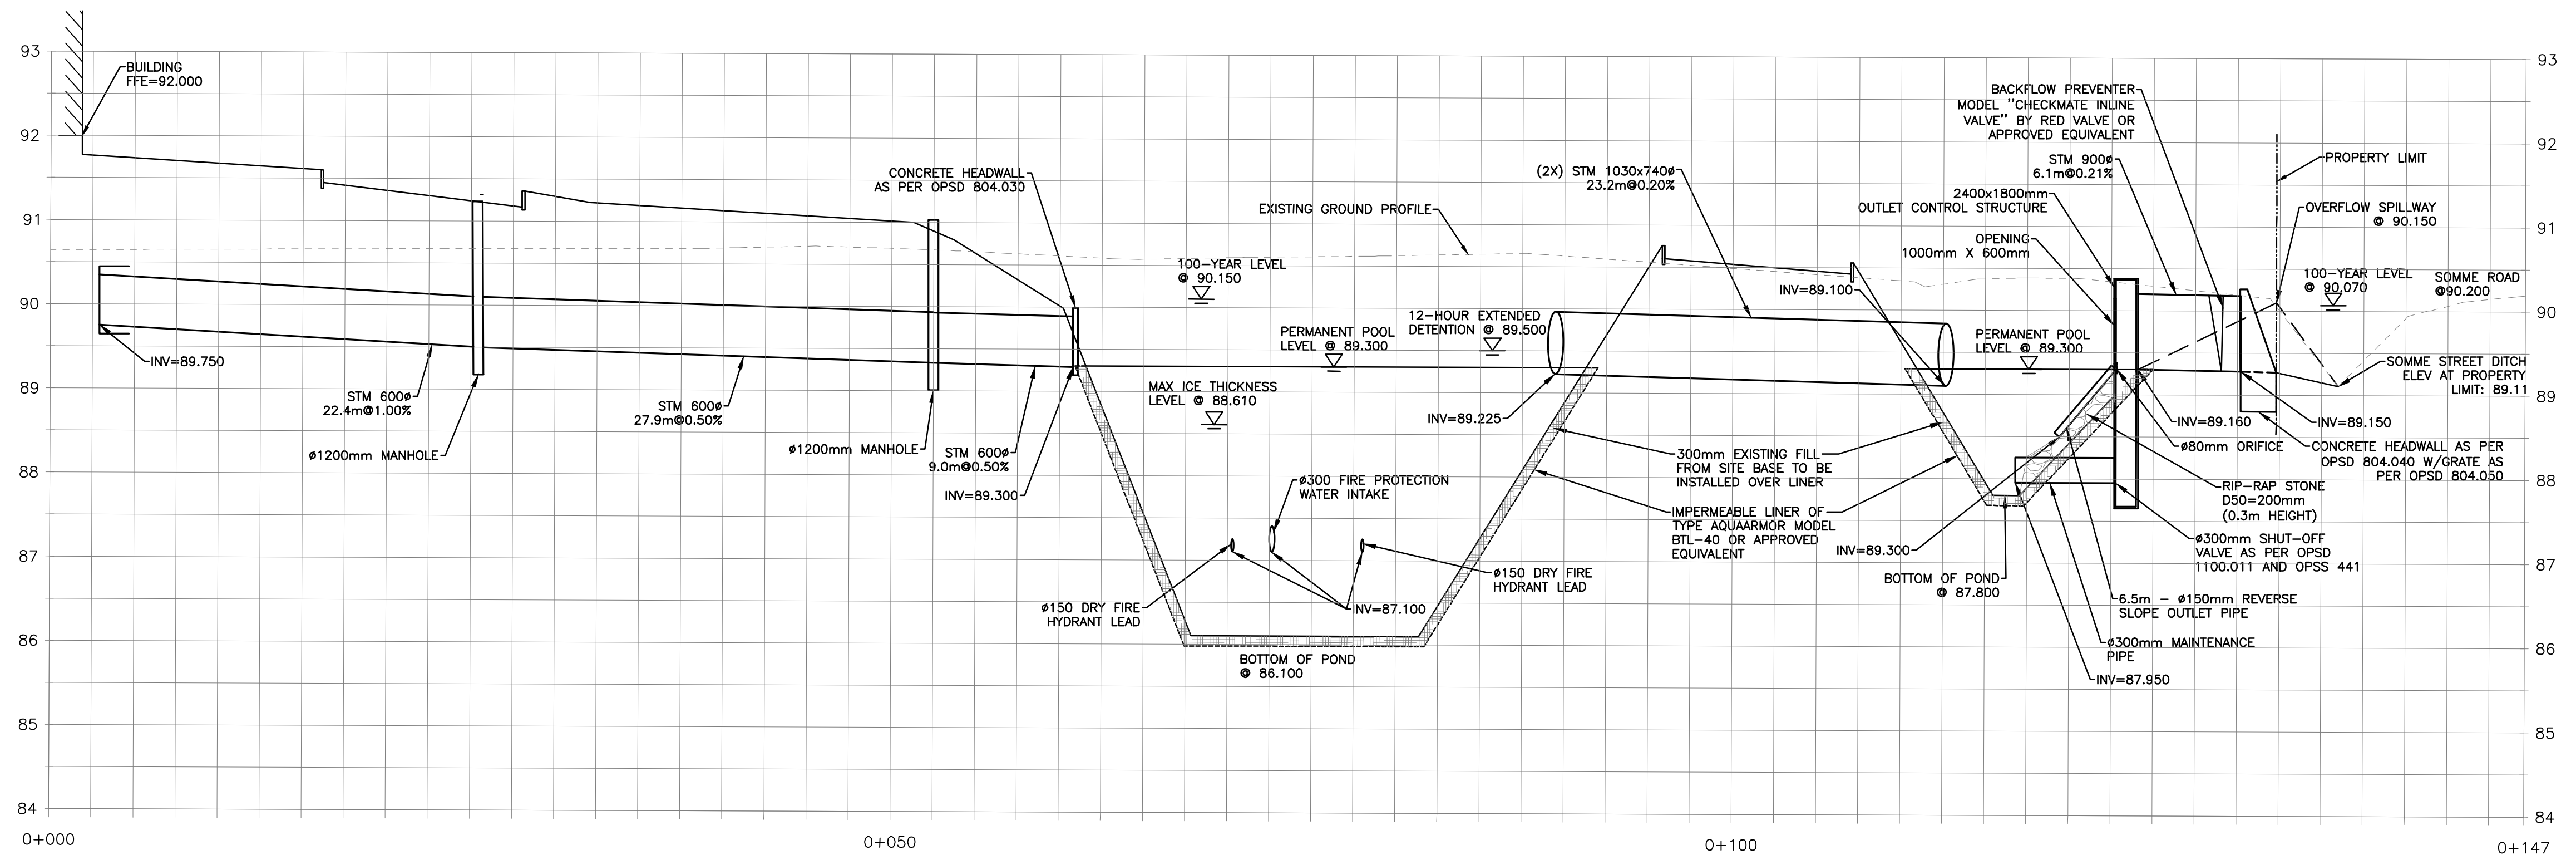 93
92
91
90
89
88
87
86
85
84
0+000
0+050
0+100
0+147
93
92
91
90
89
88
87
86
85
84
BUILDING
FFE=92.000
INV=89.750
STM 600ø
22.4m@1.00%
ø1200mm MANHOLE
STM 600ø
27.9m@0.50%
ø1200mm MANHOLE
CONCRETE HEADWALL
AS PER OPSD 804.030
STM 600ø
9.0m@0.50%
INV=89.300
100-YEAR LEVEL
@ 90.150
EXISTING GROUND PROFILE
PERMANENT POOL
LEVEL @ 89.300
12-HOUR EXTENDED
DETENTION @ 89.500
MAX ICE THICKNESS
LEVEL @ 88.610
ø300 FIRE PROTECTION
WATER INTAKE
ø150 DRY FIRE
HYDRANT LEAD
INV=87.100
ø150 DRY FIRE
HYDRANT LEAD
BOTTOM OF POND
@ 86.100
(2X) STM 1030x740ø
23.2m@0.20%
INV=89.225
INV=89.100
300mm EXISTING FILL
FROM SITE BASE TO BE
INSTALLED OVER LINER
IMPERMEABLE LINER OF
TYPE AQUAARMOR MODEL
BTL-40 OR APPROVED
EQUIVALENT
INV=89.300
BOTTOM OF POND
@ 87.800
PERMANENT POOL
LEVEL @ 89.300
BACKFLOW PREVENTER
MODEL "CHECKMATE INLINE
VALVE" BY RED VALVE OR
APPROVED EQUIVALENT
STM 900ø
6.1m@0.21%
2400x1800mm
OUTLET CONTROL STRUCTURE
OPENING
1000mm X 600mm
PROPERTY LIMIT
OVERFLOW SPILLWAY
@ 90.150
100-YEAR LEVEL
@ 90.070
SOMME ROAD
@90.200
SOMME STREET DITCH
ELEV AT PROPERTY
LIMIT: 89.11
INV=89.160
INV=89.150
ø80mm ORIFICE
CONCRETE HEADWALL AS PER
OPSD 804.040 W/GRATE AS
PER OPSD 804.050
RIP-RAP STONE
D50=200mm
(0.3m HEIGHT)
ø300mm SHUT-OFF
VALVE AS PER OPSD
1100.011 AND OPSS 441
6.5m - ø150mm REVERSE
SLOPE OUTLET PIPE
ø300mm MAINTENANCE
PIPE
INV=87.950